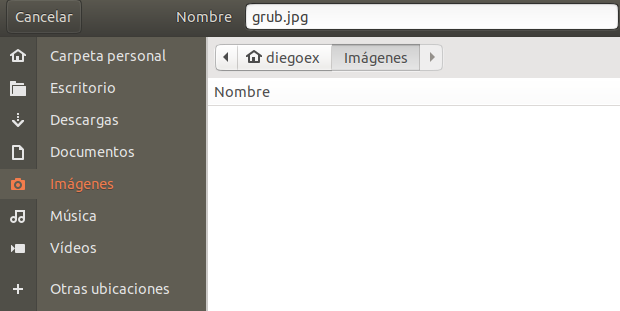 Cancelar Nombre grub.jpg
Carpeta personal
Escritorio
Descargas
Documentos
Imágenes
Música
Vídeos
Otras ubicaciones
diegoex Imágenes
Nombre